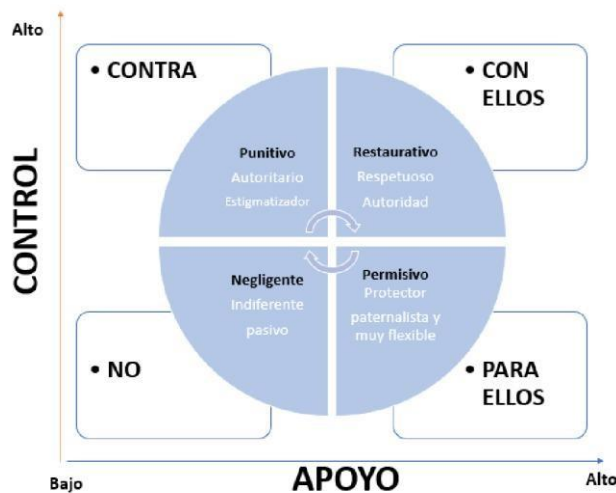 Alto
• CONTRA
• CON
ELLOS
Punitivo
Autoritario
Estigmatizador
Restaurativo
Respetuoso
Autoridad
CONTROL
Negligente
Indiferente
pasivo
Permisivo
Protector
paternalista y
muy flexible
• NO
• PARA
ELLOS
Bajo
APOYO
Alto